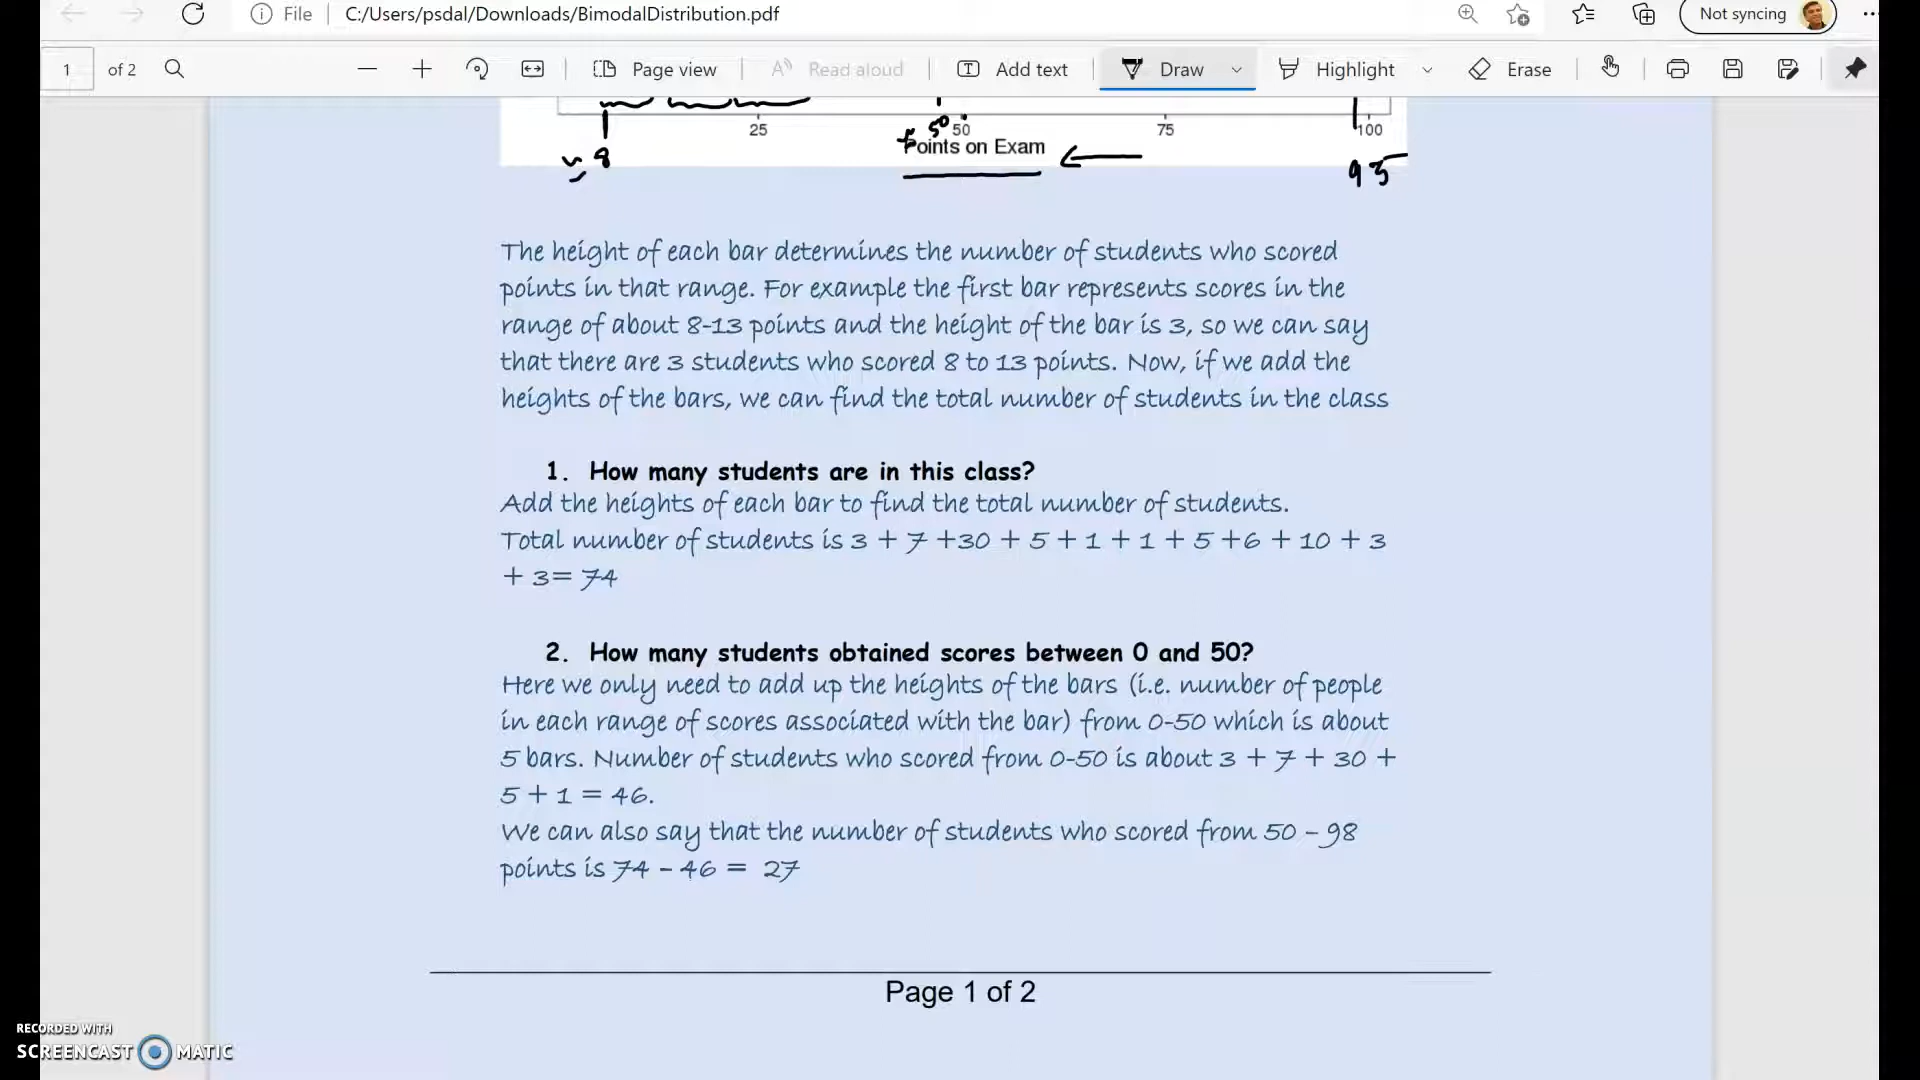 File C:/Users/psdal/Downloads/BimodalDistribution.pdf Not syncing
1 of 2 Page view Read aloud Add text Draw Highlight Erase
25 50 50 75 100
Points on Exam
8 95
The height of each bar determines the number of students who scored
points in that range. For example the first bar represents scores in the
range of about 8-13 points and the height of the bar is 3, so we can say
that there are 3 students who scored 8 to 13 points. Now, if we add the
heights of the bars, we can find the total number of students in the class
1. How many students are in this class?
Add the heights of each bar to find the total number of students.
Total number of students is 3 + 7 +30 + 5 + 1 + 1 + 5 +6 + 10 + 3
+ 3= 74
2. How many students obtained scores between 0 and 50?
Here we only need to add up the heights of the bars (i.e. number of people
in each range of scores associated with the bar) from 0-50 which is about
5 bars. Number of students who scored from 0-50 is about 3 + 7 + 30 +
5 + 1 = 46.
We can also say that the number of students who scored from 50 – 98
points is 74 – 46 = 27
Page 1 of 2
RECORDED WITH
SCREENCAST MATIC